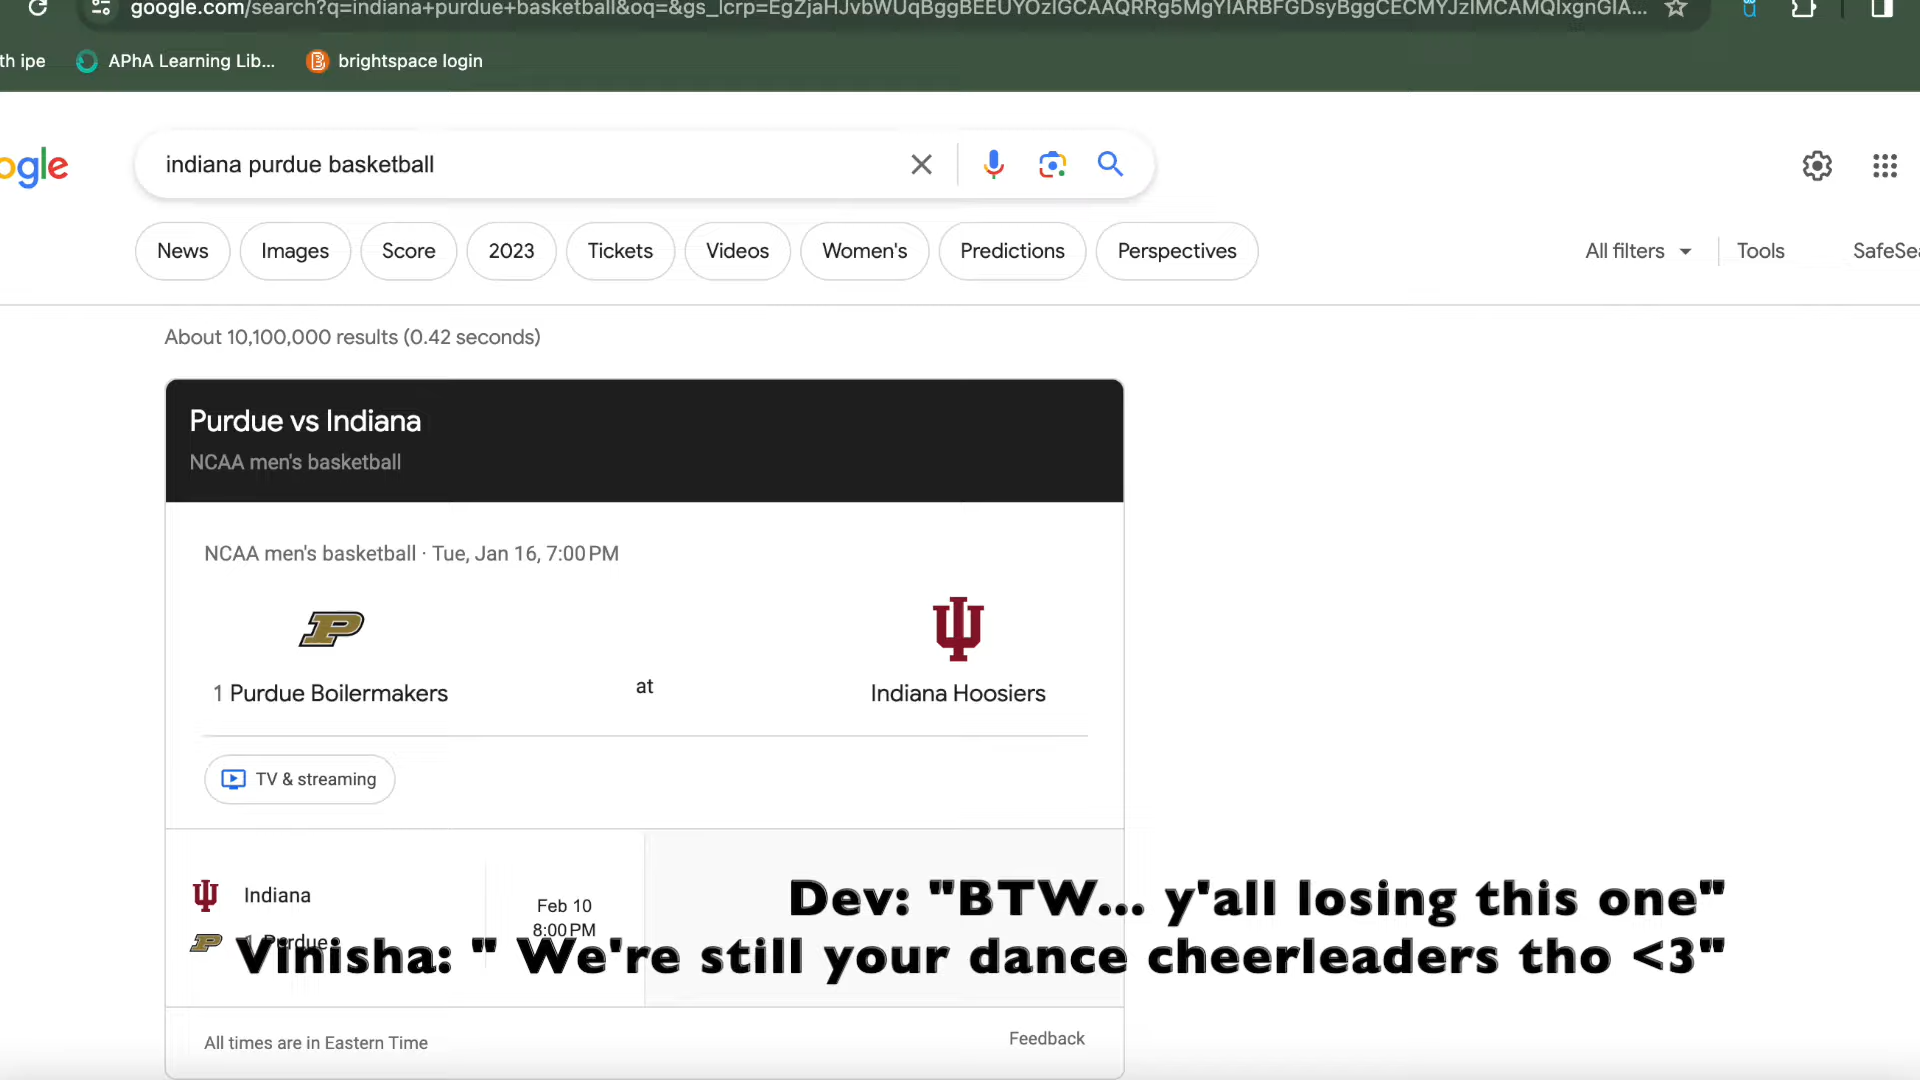 google.com/search?q=indiana+purdue+basketball&oq=&gs_lcrp=EgZjaHJvbWUqBggBEEUYOzIGCAAQRRg5MgYIARBFGDsyBggCECMYJzIMCAMQIxgnGIA...
th ipe APhA Learning Lib... brightspace login
ogle indiana purdue basketball
News Images Score 2023 Tickets Videos Women's Predictions Perspectives All filters Tools SafeSea
About 10,100,000 results (0.42 seconds)
Purdue vs Indiana
NCAA men's basketball
NCAA men's basketball · Tue, Jan 16, 7:00 PM
1 Purdue Boilermakers at Indiana Hoosiers
TV & streaming
Indiana
1 Purdue
Feb 10
8:00 PM
Dev: "BTW... y'all losing this one"
Vinisha: " We're still your dance cheerleaders tho <3"
All times are in Eastern Time
Feedback